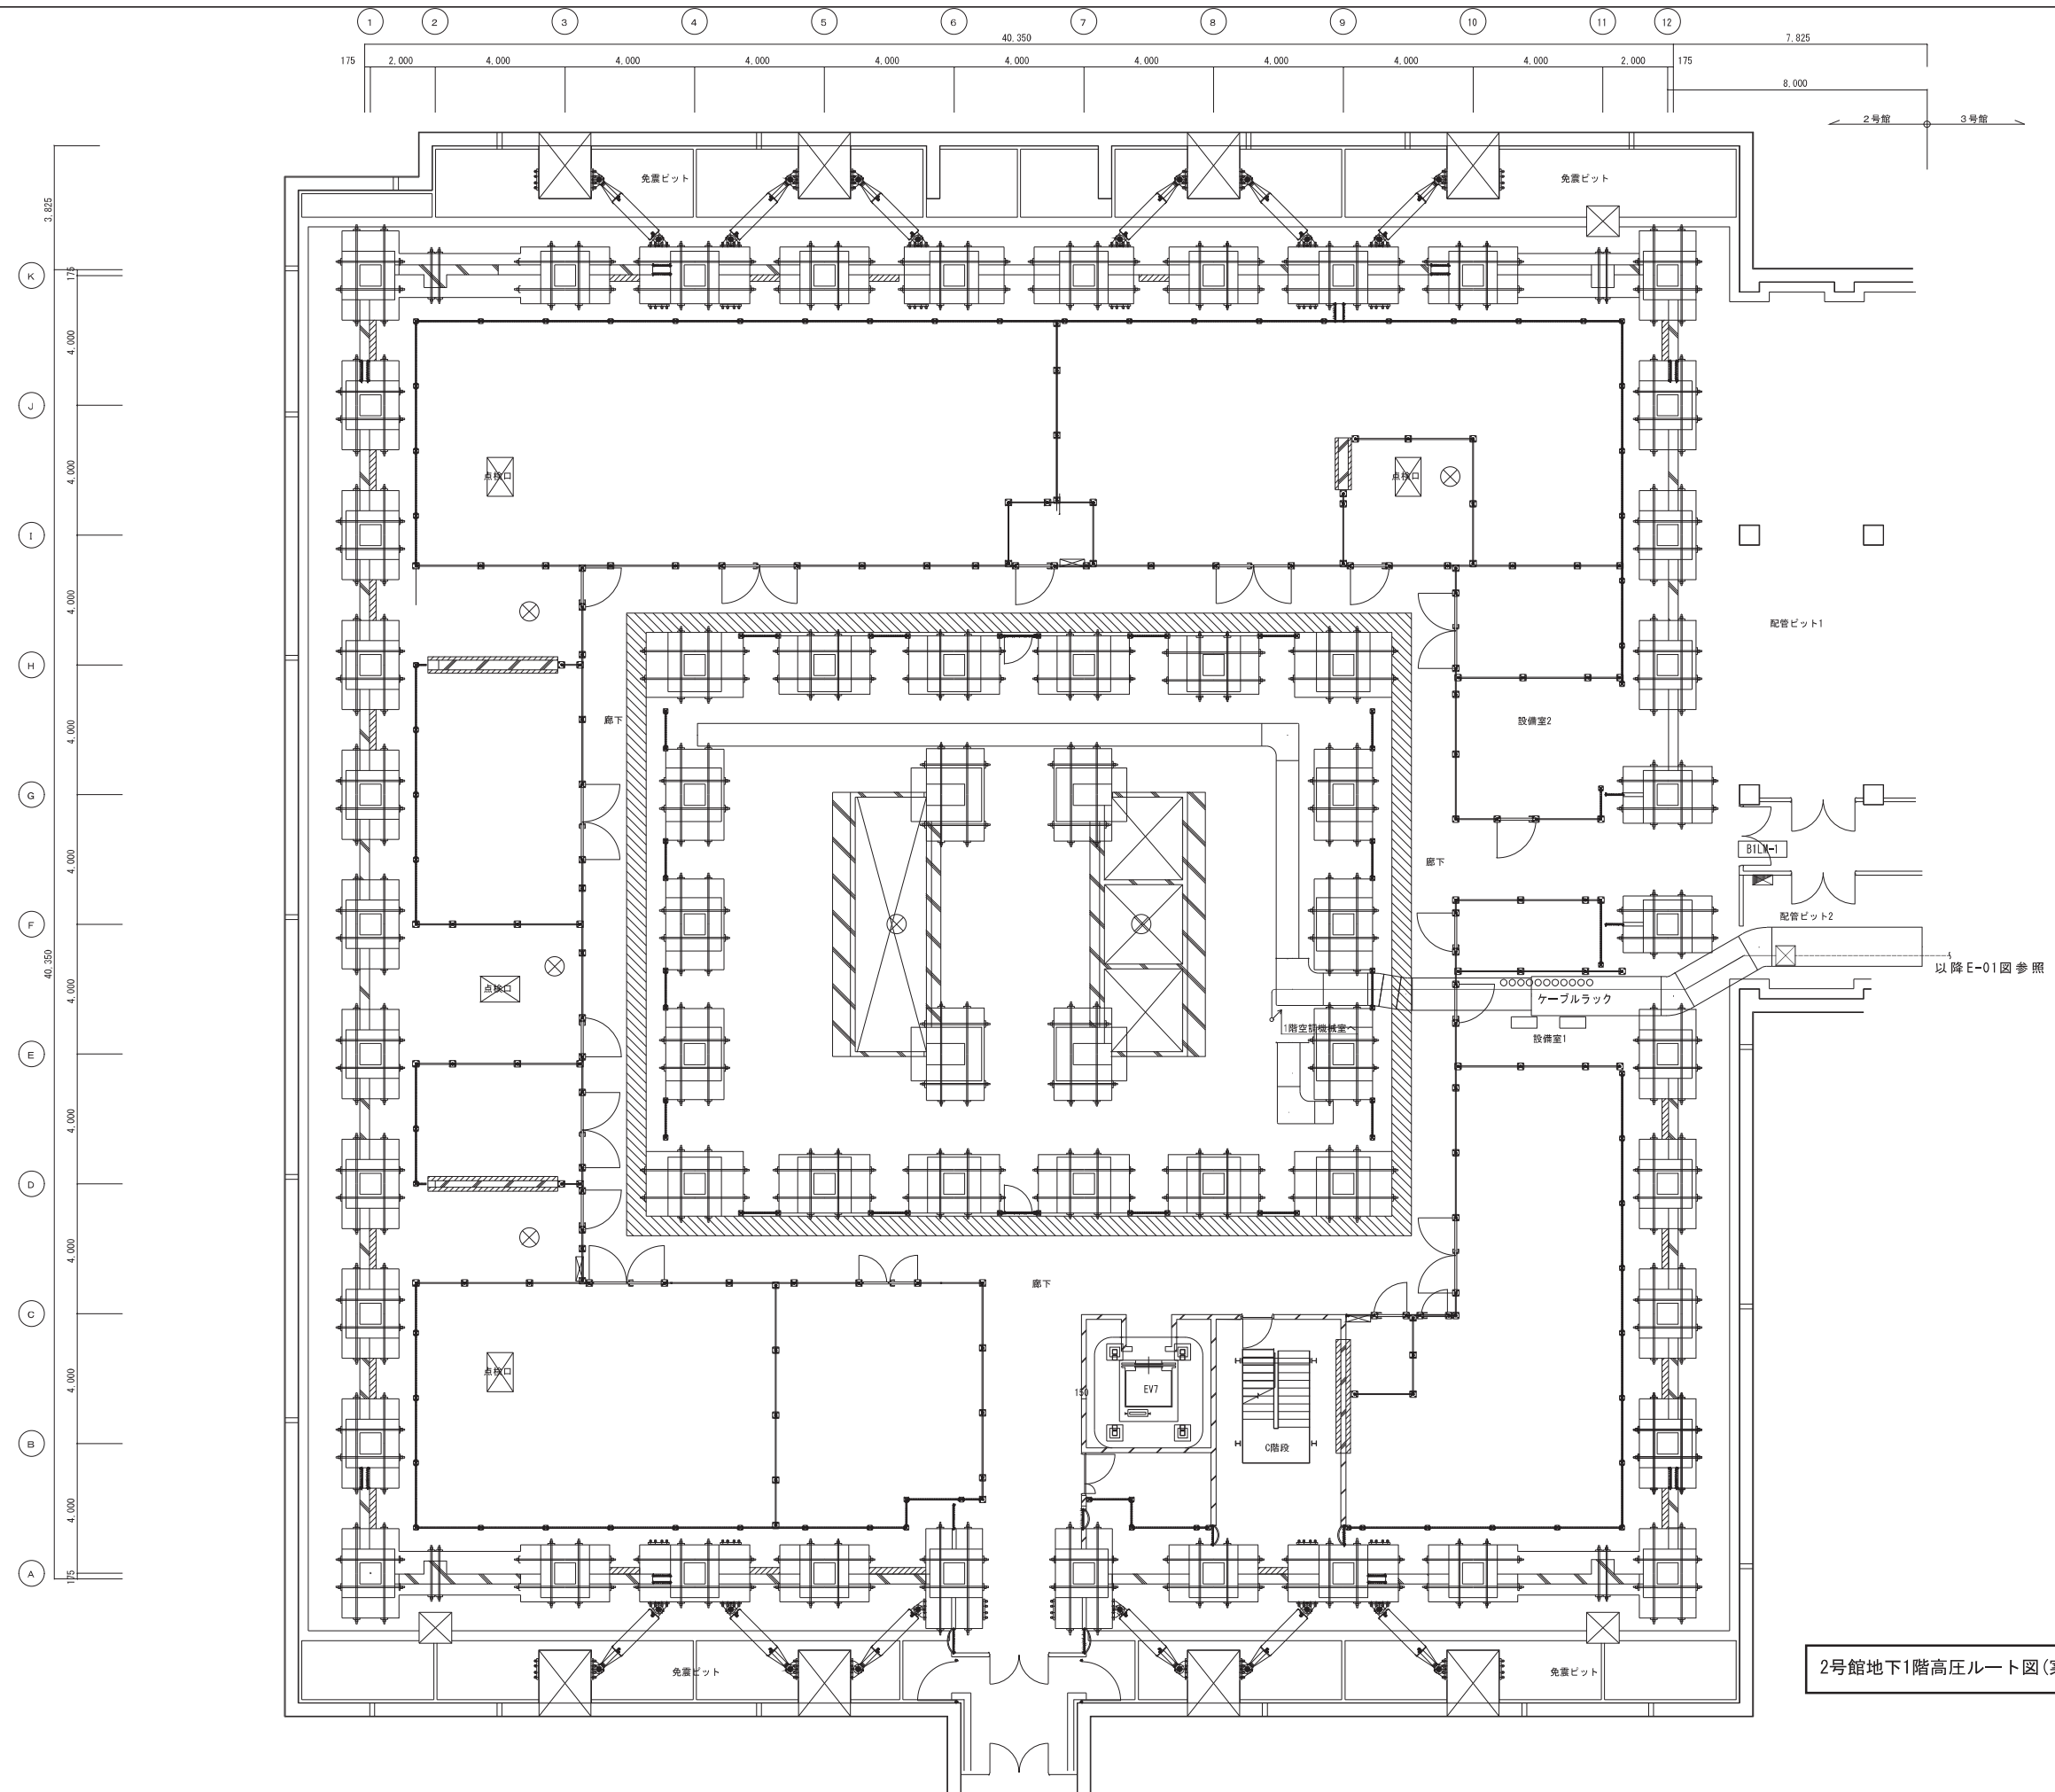 1 2 3 4 5 6 7 8 9 10 11 12
40,350 7,825
175 2,000 4,000 4,000 4,000 4,000 4,000 4,000 4,000 4,000 4,000 2,000 175
8,000
2号館 3号館
3,825
免震ピット 免震ピット
K
175
4,000
J
点検口 点検口
4,000
I
4,000
配管ピット1
H
廊下 設備室2
4,000
G
B1LM-1
廊下
4,000
配管ピット2
F
40,350
以降E-01図参照
点検口
4,000
ケーブルラック
1階空調機械室へ
設備室1
E
4,000
D
4,000
廊下
C
点検口
4,000
150
EV7
B
C階段
4,000
A
175
免震ピット 免震ピット
2号館地下1階高圧ルート図(